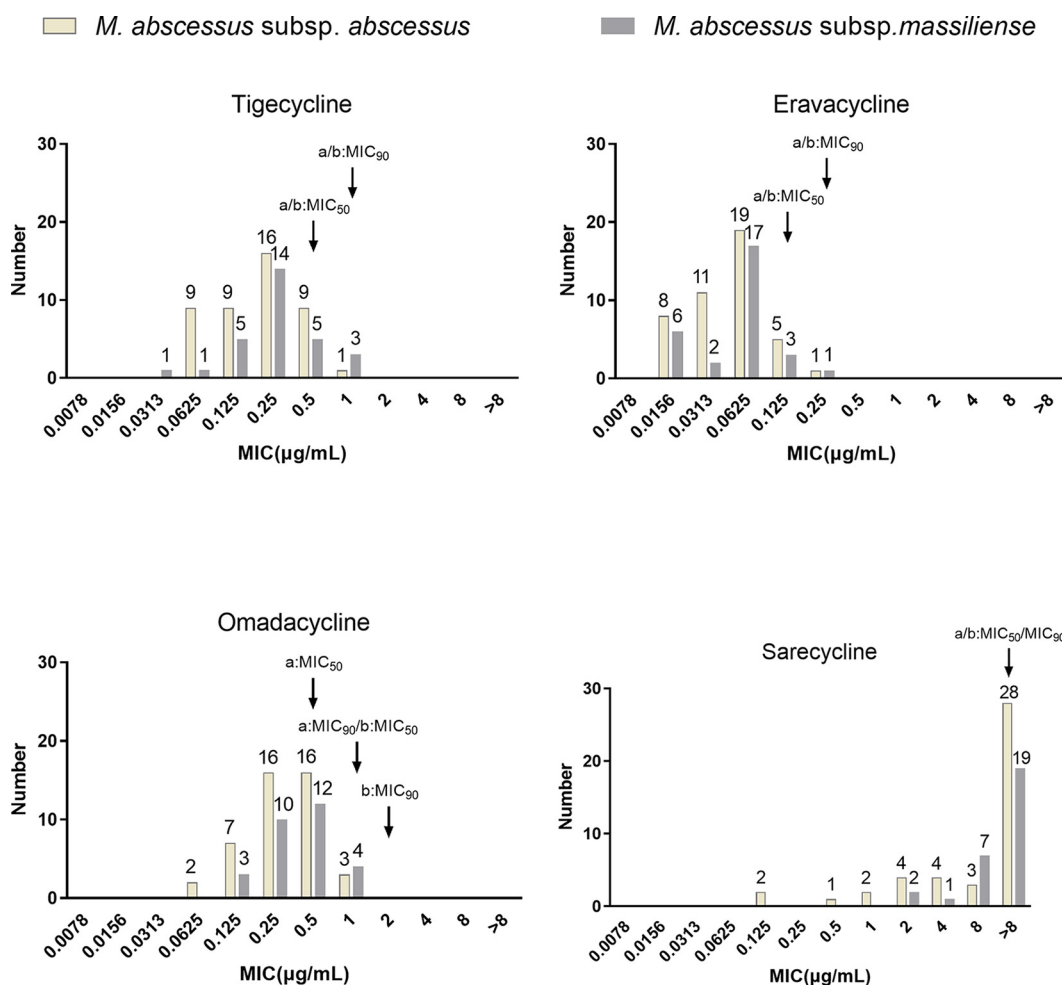 M. abscessus subsp. abscessus
M. abscessus subsp.massiliense
Tigecycline
a/b:MIC50
a/b:MIC90
Number
30
20
10
0
1
9 1
9 5
16 14
9 5
1 3
0.0078 0.0156 0.0313 0.0625 0.125 0.25 0.5 1 2 4 8 >8
MIC(µg/mL)
Eravacycline
a/b:MIC50
a/b:MIC90
Number
30
20
10
0
8 6
11 2
19 17
5 3
1 1
0.0078 0.0156 0.0313 0.0625 0.125 0.25 0.5 1 2 4 8 >8
MIC(µg/mL)
Omadacycline
a:MIC50
a:MIC90/b:MIC50
b:MIC90
Number
30
20
10
0
2
7 3
16 10
16 12
3 4
0.0078 0.0156 0.0313 0.0625 0.125 0.25 0.5 1 2 4 8 >8
MIC(µg/mL)
Sarecycline
a/b:MIC50/MIC90
Number
30
20
10
0
2
1
2
4 2
4 1
3 7
28 19
0.0078 0.0156 0.0313 0.0625 0.125 0.25 0.5 1 2 4 8 >8
MIC(µg/mL)